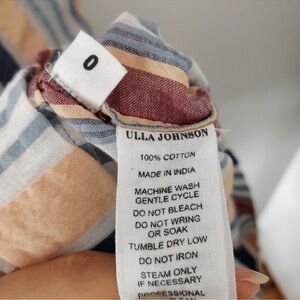 0
ULLA JOHNSON
100% COTTON
MADE IN INDIA
MACHINE WASH
GENTLE CYCLE
DO NOT BLEACH
DO NOT WRING
OR SOAK
TUMBLE DRY LOW
DO NOT IRON
STEAM ONLY
IF NECESSARY
PROFESSIONAL